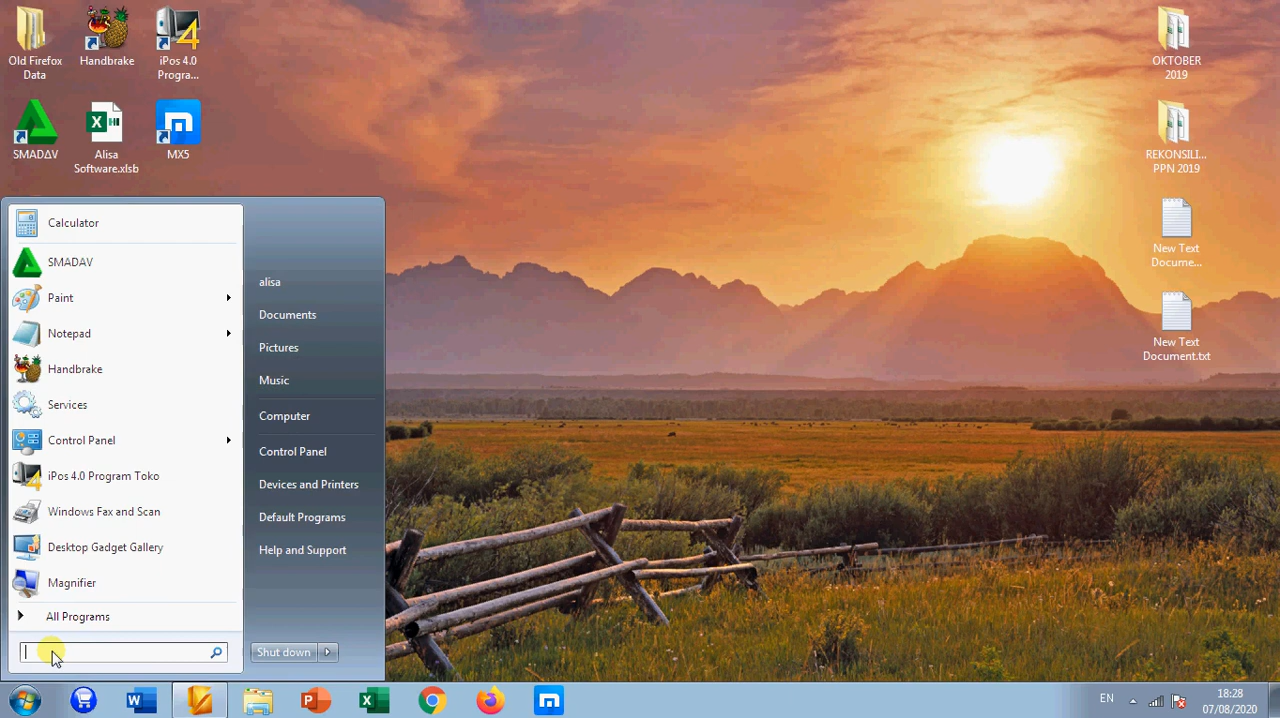 Old Firefox
Data
Handbrake
iPos 4.0
Progra...
SMADΔV
Alisa
Software.xlsb
MX5
OKTOBER
2019
REKONSILI...
PPN 2019
New Text
Docume...
New Text
Document.txt
Calculator
SMADAV
Paint
Notepad
Handbrake
Services
Control Panel
iPos 4.0 Program Toko
Windows Fax and Scan
Desktop Gadget Gallery
Magnifier
All Programs
alisa
Documents
Pictures
Music
Computer
Control Panel
Devices and Printers
Default Programs
Help and Support
Shut down
EN
18:28
07/08/2020